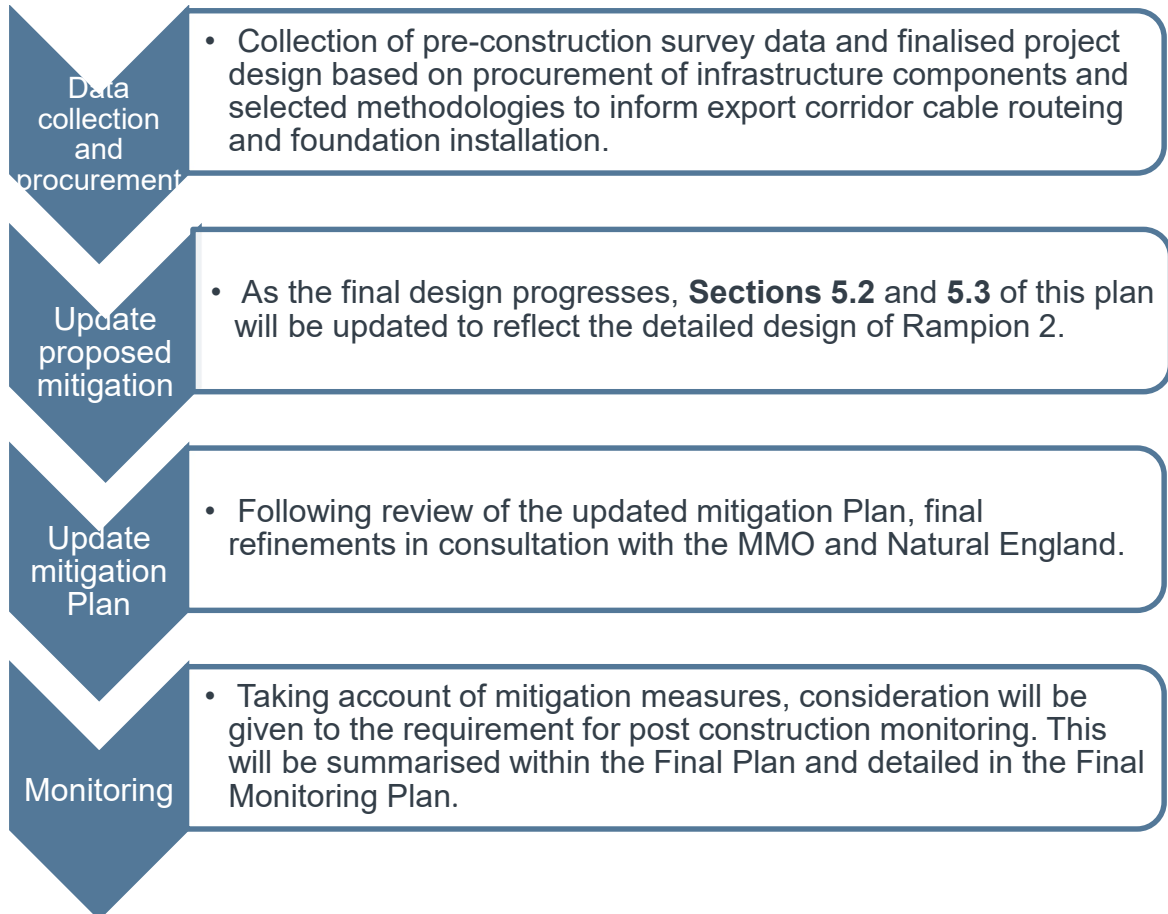 Data
collection
and
procurement
• Collection of pre-construction survey data and finalised project
design based on procurement of infrastructure components and
selected methodologies to inform export corridor cable routeing
and foundation installation.
Update
proposed
mitigation
• As the final design progresses, Sections 5.2 and 5.3 of this plan
will be updated to reflect the detailed design of Rampion 2.
Update
mitigation
Plan
• Following review of the updated mitigation Plan, final
refinements in consultation with the MMO and Natural England.
Monitoring
• Taking account of mitigation measures, consideration will be
given to the requirement for post construction monitoring. This
will be summarised within the Final Plan and detailed in the Final
Monitoring Plan.